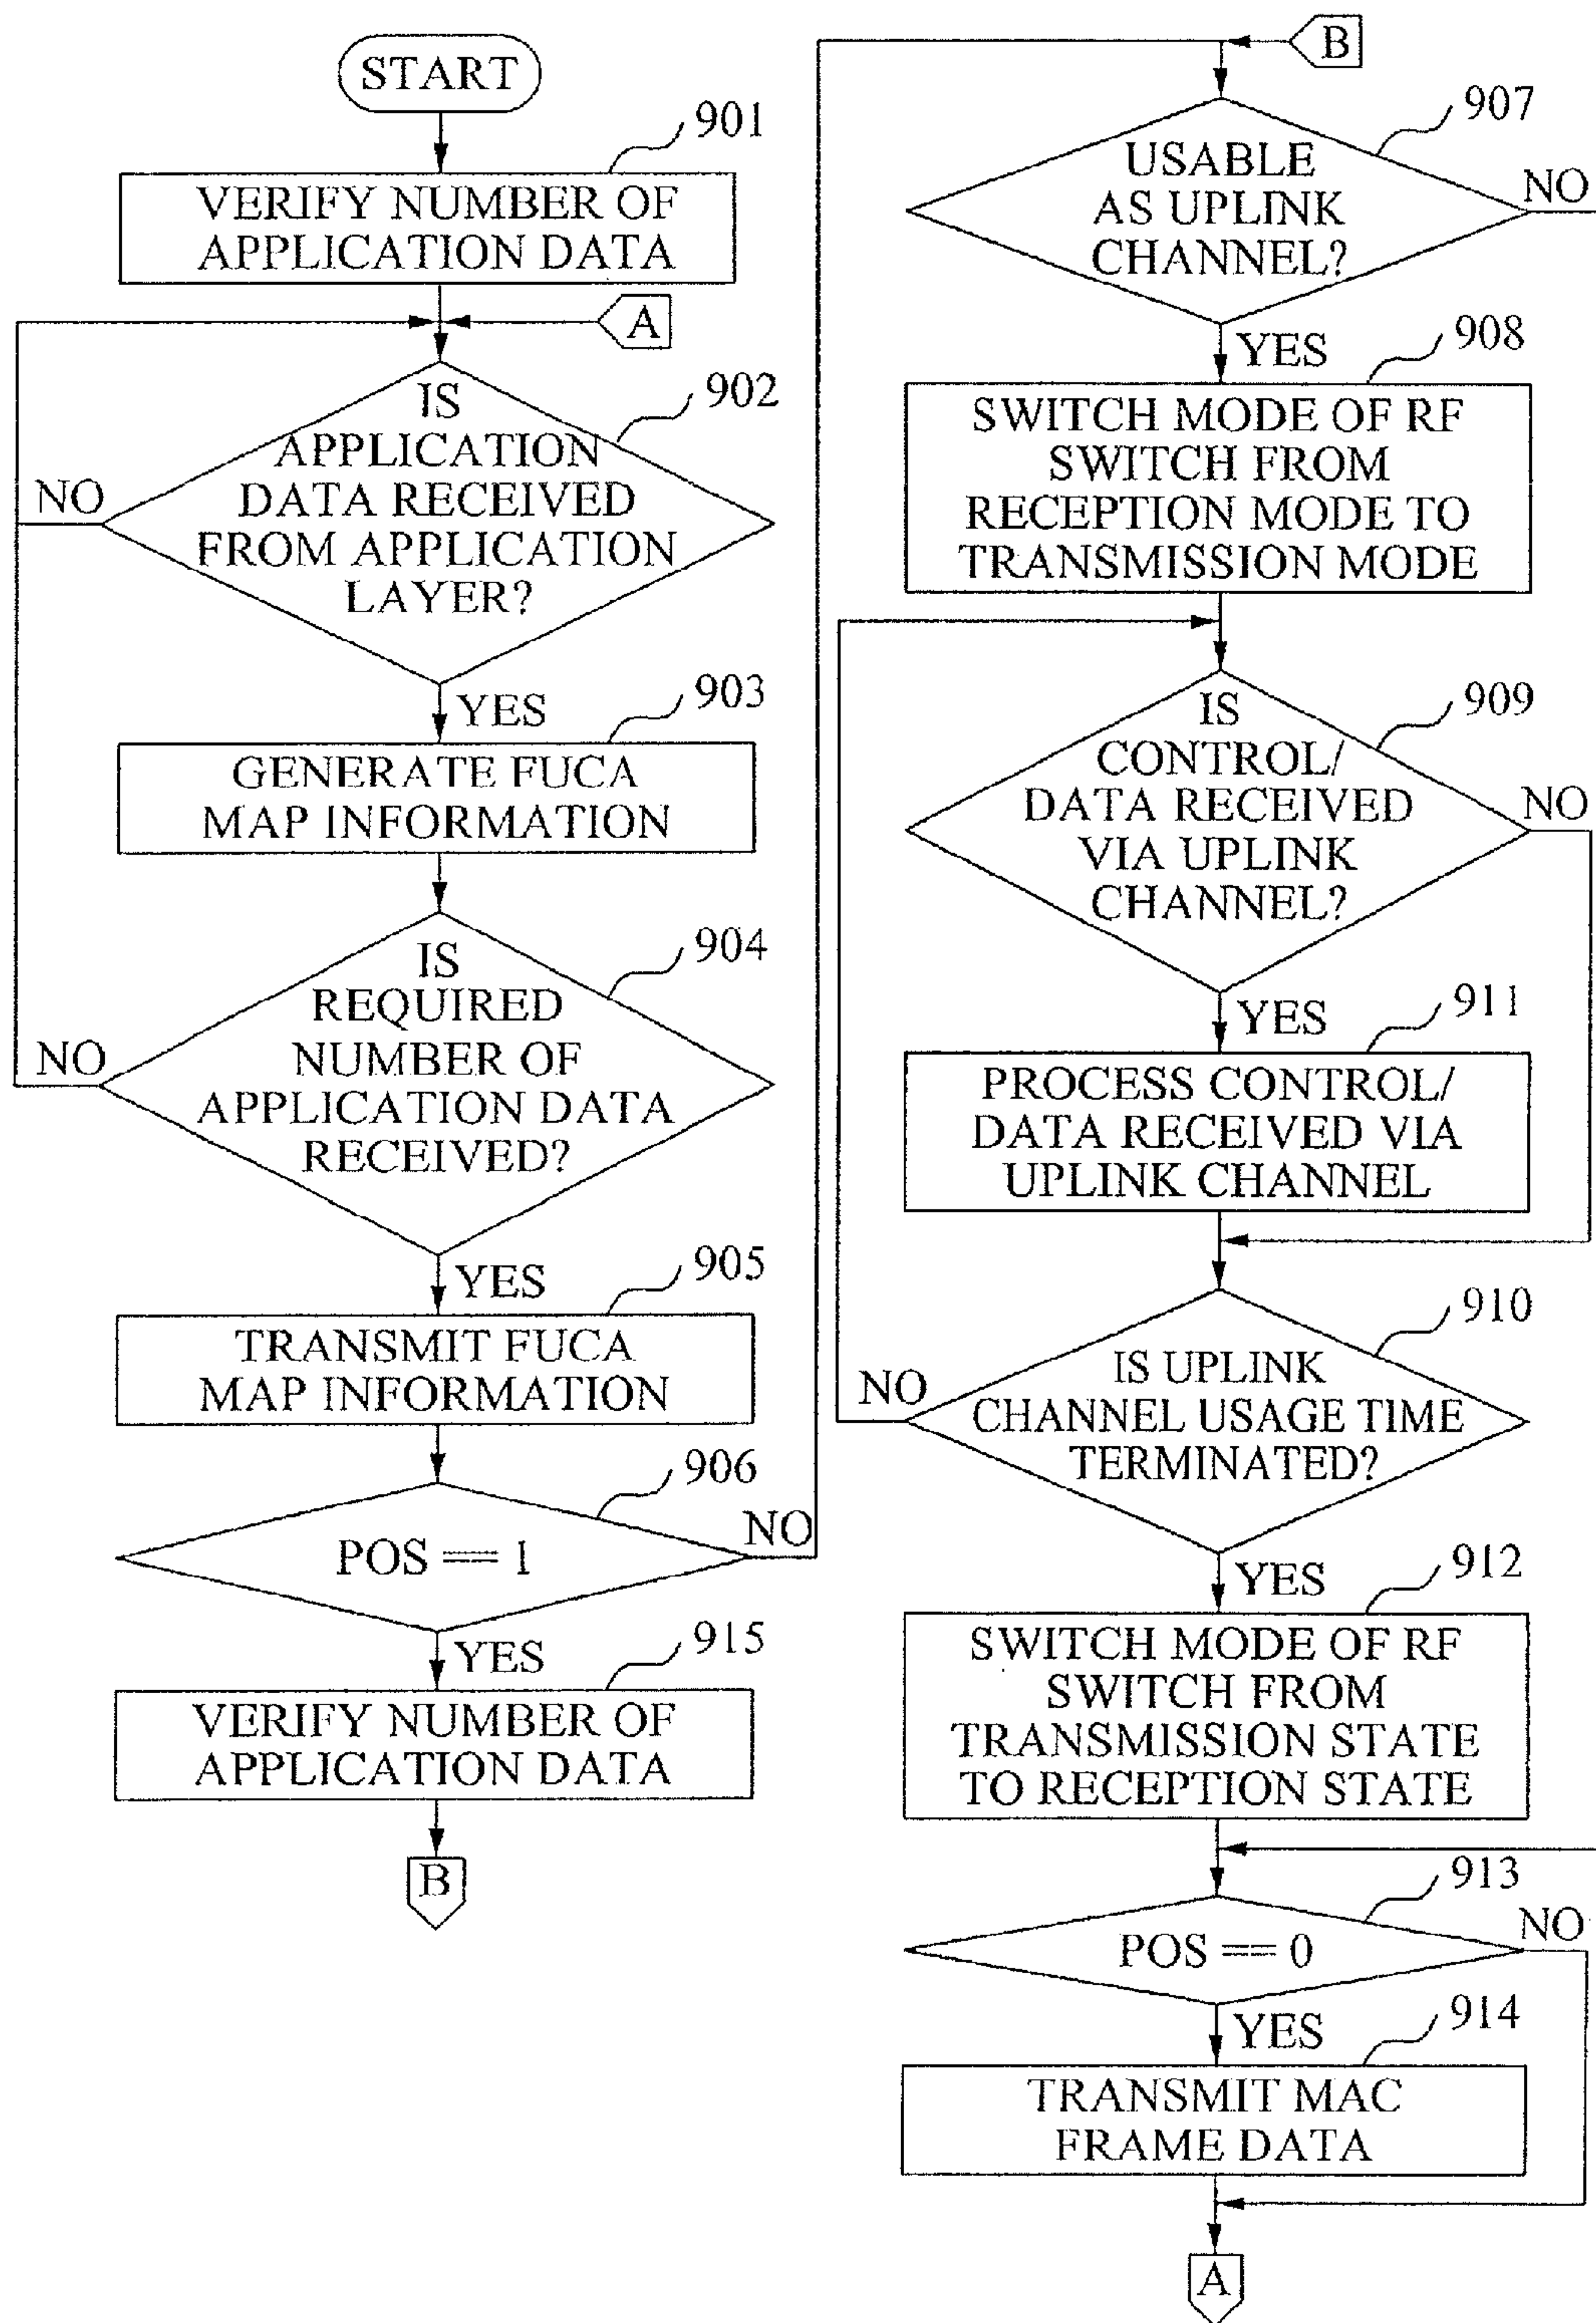 START
901
VERIFY NUMBER OF
APPLICATION DATA
A
902
IS
APPLICATION
DATA RECEIVED
FROM APPLICATION
LAYER?
NO
YES
903
GENERATE FUCA
MAP INFORMATION
904
IS
REQUIRED
NUMBER OF
APPLICATION DATA
RECEIVED?
NO
YES
905
TRANSMIT FUCA
MAP INFORMATION
906
POS == 1
NO
YES
915
VERIFY NUMBER OF
APPLICATION DATA
B
B
907
USABLE
AS UPLINK
CHANNEL?
NO
YES
908
SWITCH MODE OF RF
SWITCH FROM
RECEPTION MODE TO
TRANSMISSION MODE
909
IS
CONTROL/
DATA RECEIVED
VIA UPLINK
CHANNEL?
NO
YES
911
PROCESS CONTROL/
DATA RECEIVED VIA
UPLINK CHANNEL
910
IS UPLINK
CHANNEL USAGE TIME
TERMINATED?
NO
YES
912
SWITCH MODE OF RF
SWITCH FROM
TRANSMISSION STATE
TO RECEPTION STATE
913
POS == 0
NO
YES
914
TRANSMIT MAC
FRAME DATA
A